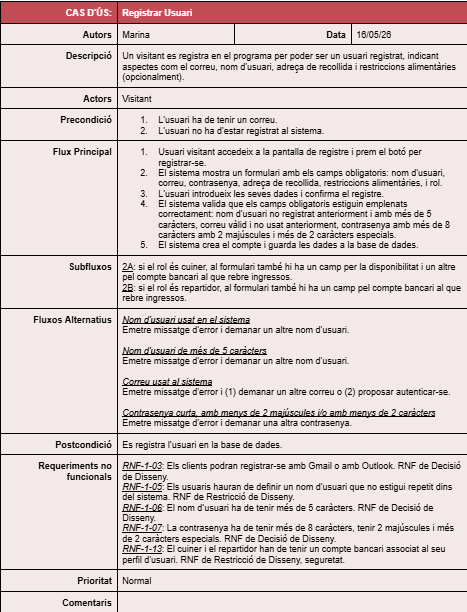 CAS D'ÚS: Registrar Usuari
Autors Marina Data 16/05/26
Descripció Un visitant es registra en el programa per poder ser un usuari registrat, indicant
aspectes com el correu, nom d'usuari, adreça de recollida i restriccions alimentàries
(opcionalment).
Actors Visitant
Precondició 1. L'usuari ha de tenir un correu.
2. L'usuari no ha d'estar registrat al sistema.
Flux Principal 1. Usuari visitant accedeix a la pantalla de registre i prem el botó per
registrar-se.
2. El sistema mostra un formulari amb els camps obligatoris: nom d'usuari,
correu, contrasenya, adreça de recollida, restriccions alimentàries, i rol.
3. L'usuari introdueix les seves dades i confirma el registre.
4. El sistema valida que els camps obligatoris estiguin emplenats
correctament: nom d'usuari no registrat anteriorment i amb més de 5
caràcters, correu vàlid i no usat anteriorment, contrasenya amb més de 8
caràcters amb 2 majúscules i més de 2 caràcters especials.
5. El sistema crea el compte i guarda les dades a la base de dades.
Subfluxos 2A: si el rol és cuiner, al formulari també hi ha un camp per la disponibilitat i un altre
pel compte bancari al que rebre ingressos.
2B: si el rol és repartidor, al formulari també hi ha un camp pel compte bancari al que
rebre ingressos.
Fluxos Alternatius Nom d'usuari usat en el sistema
Emetre missatge d'error i demanar un altre nom d'usuari.
Nom d'usuari de més de 5 caràcters
Emetre missatge d'error i demanar un altre nom d'usuari.
Correu usat al sistema
Emetre missatge d'error i (1) demanar un altre correu o (2) proposar autenticar-se.
Contrasenya curta, amb menys de 2 majúscules i/o amb menys de 2 caràcters
Emetre missatge d'error i demanar una altra contrasenya.
Postcondició Es registra l'usuari en la base de dades.
Requeriments no RNF-1-03: Els clients podran registrar-se amb Gmail o amb Outlook. RNF de Decisió
funcionals de Disseny.
RNF-1-05: Els usuaris hauran de definir un nom d'usuari que no estigui repetit dins
del sistema. RNF de Restricció de Disseny.
RNF-1-06: El nom d'usuari ha de tenir més de 5 caràcters. RNF de Decisió de
Disseny.
RNF-1-07: La contrasenya ha de tenir més de 8 caràcters, tenir 2 majúscules i més
de 2 caràcters especials. RNF de Decisió de Disseny.
RNF-1-13: El cuiner i el repartidor han de tenir un compte bancari associat al seu
perfil d'usuari. RNF de Restricció de Disseny, seguretat.
Prioritat Normal
Comentaris